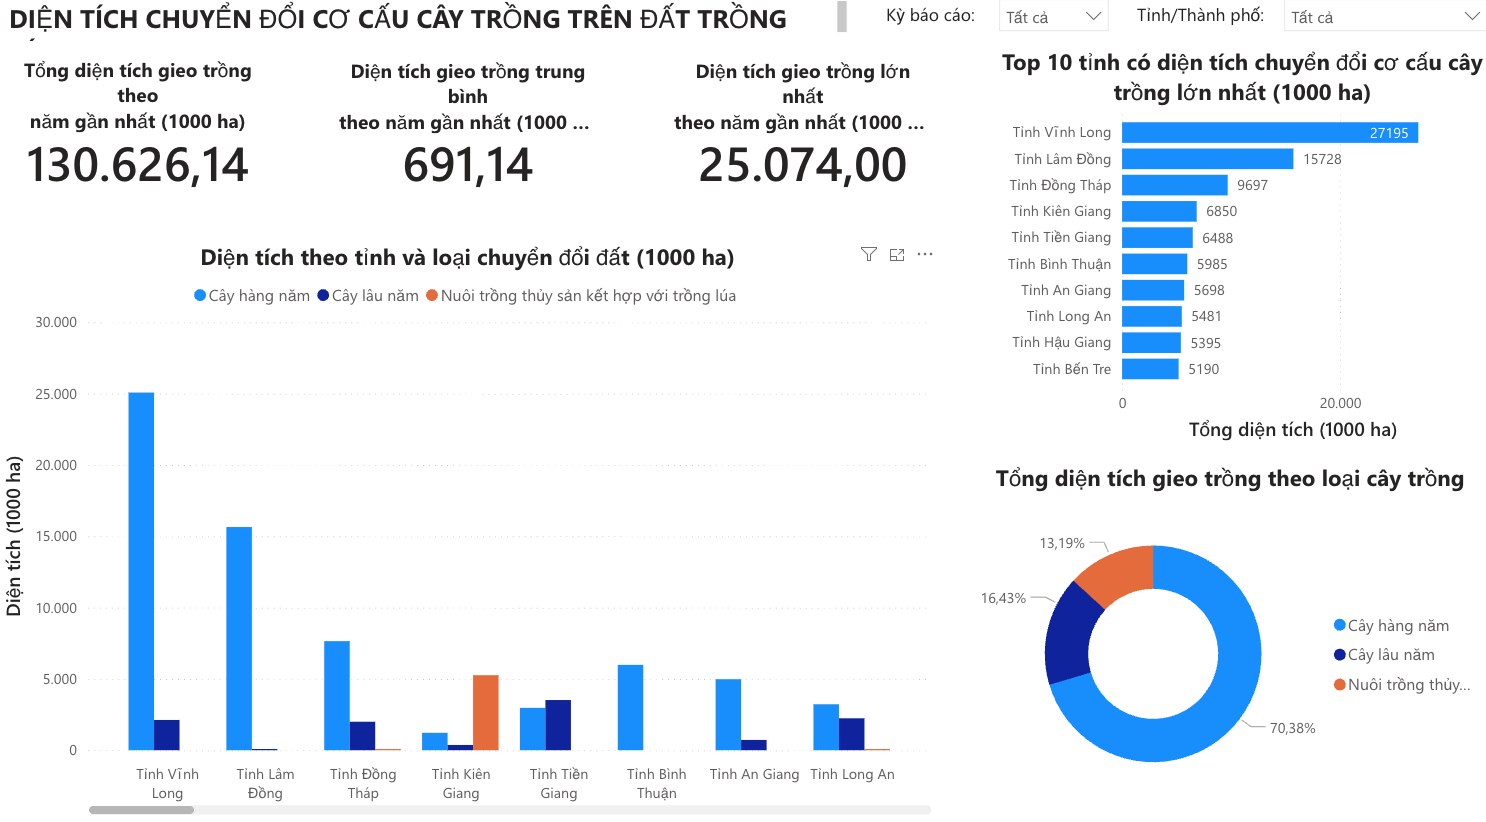 DIỆN TÍCH CHUYỂN ĐỔI CƠ CẤU CÂY TRỒNG TRÊN ĐẤT TRỒNG
Kỳ báo cáo:
Tất cả
Tỉnh/Thành phố:
Tất cả
Tổng diện tích gieo trồng
theo
năm gần nhất (1000 ha)
130.626,14
Diện tích gieo trồng trung
bình
theo năm gần nhất (1000 ...
691,14
Diện tích gieo trồng lớn
nhất
theo năm gần nhất (1000 ...
25.074,00
Diện tích theo tỉnh và loại chuyển đổi đất (1000 ha)
Cây hàng năm
Cây lâu năm
Nuôi trồng thủy sản kết hợp với trồng lúa
Diện tích (1000 ha)
30.000
25.000
20.000
15.000
10.000
5.000
0
Tỉnh Vĩnh
Long
Tỉnh Lâm
Đồng
Tỉnh Đồng
Tháp
Tỉnh Kiên
Giang
Tỉnh Tiền
Giang
Tỉnh Bình
Thuận
Tỉnh An Giang
Tỉnh Long An
Top 10 tỉnh có diện tích chuyển đổi cơ cấu cây
trồng lớn nhất (1000 ha)
Tỉnh Vĩnh Long 27195
Tỉnh Lâm Đồng 15728
Tỉnh Đồng Tháp 9697
Tỉnh Kiên Giang 6850
Tỉnh Tiền Giang 6488
Tỉnh Bình Thuận 5985
Tỉnh An Giang 5698
Tỉnh Long An 5481
Tỉnh Hậu Giang 5395
Tỉnh Bến Tre 5190
0 20.000
Tổng diện tích (1000 ha)
Tổng diện tích gieo trồng theo loại cây trồng
13,19%
16,43%
70,38%
Cây hàng năm
Cây lâu năm
Nuôi trồng thủy...